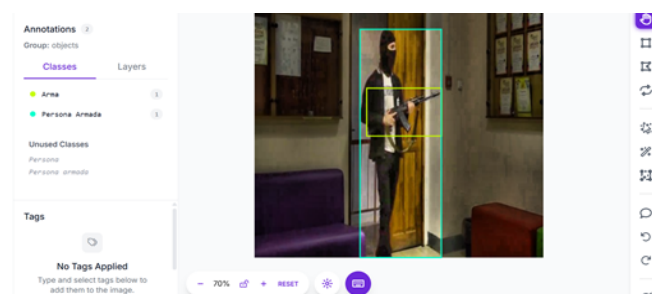 Annotations 2
Group: objects
Classes Layers
Arma 1
Persona Armada 1
Unused Classes
Persona
Persona armada
Tags
No Tags Applied
Type and select tags below to
add them to the image.
- 70% + RESET